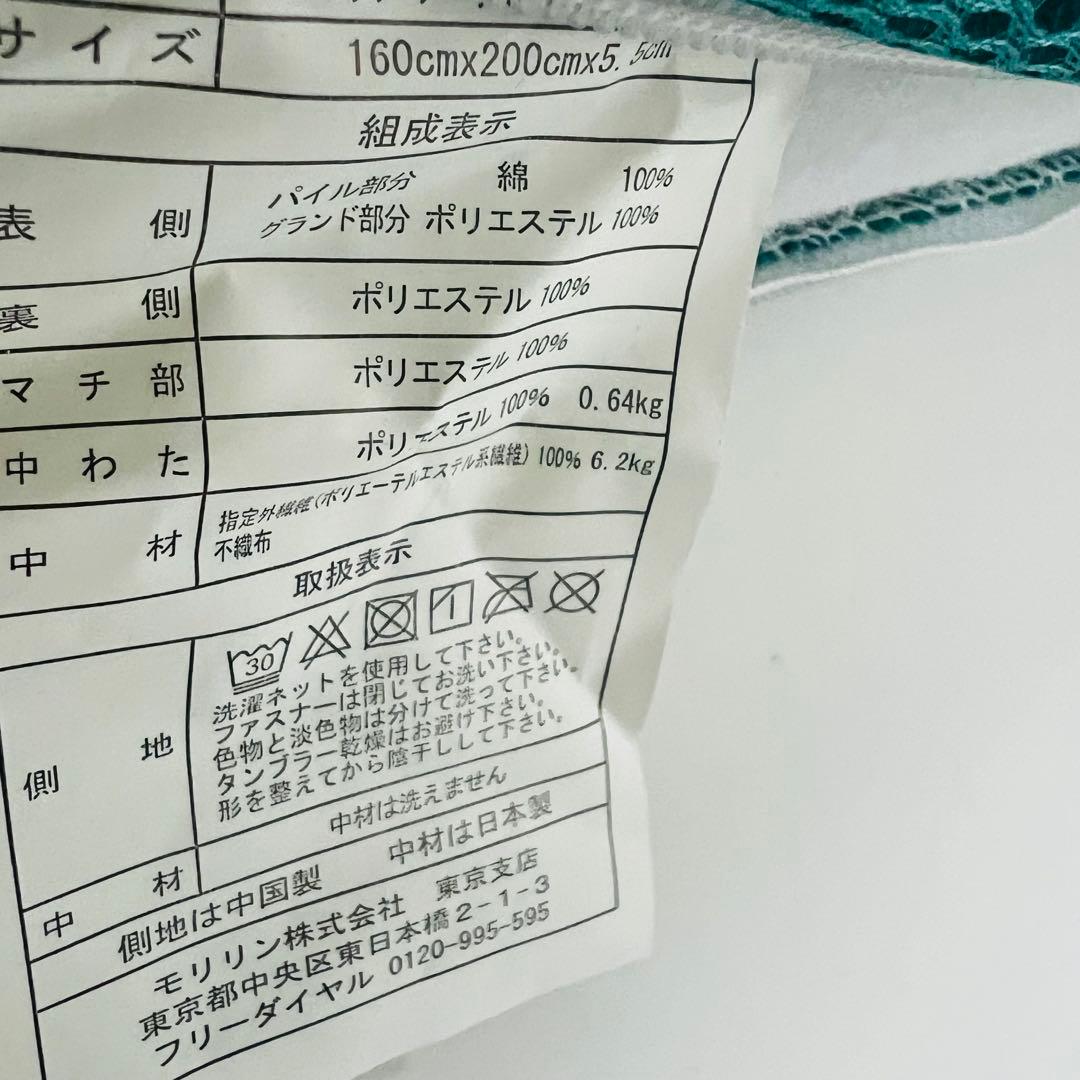 サイズ 160cmx200cmx5.5cm
組成表示
表側 パイル部分 綿 100%
グランド部分 ポリエステル 100%
裏側 ポリエステル 100%
マチ部 ポリエステル 100%
中わた ポリエステル 100% 0.64kg
中材 指定外繊維(ポリエーテルエステル系繊維) 100% 6.2kg
不織布
取扱表示
30
側地 洗濯ネットを使用して下さい。
ファスナーは閉じてお洗い下さい。
色物と淡色物は分けて洗って下さい。
タンブラー乾燥はお避け下さい。
形を整えてから陰干しして下さい。
中材 中材は洗えません
側地は中国製 中材は日本製
モリリン株式会社 東京支店
東京都中央区東日本橋2-1-3
フリーダイヤル 0120-995-595